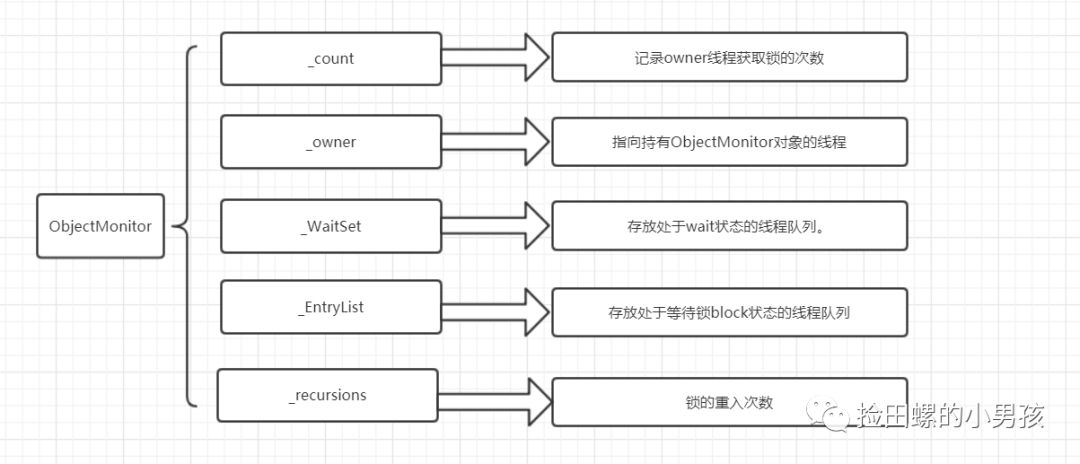 _count
记录owner线程获取锁的次数
_owner
指向持有ObjectMonitor对象的线程
ObjectMonitor
_WaitSet
存放处于wait状态的线程队列。
_EntryList
存放处于等待锁block状态的线程队列
_recursions
锁的重入次数
捡田螺的小男孩